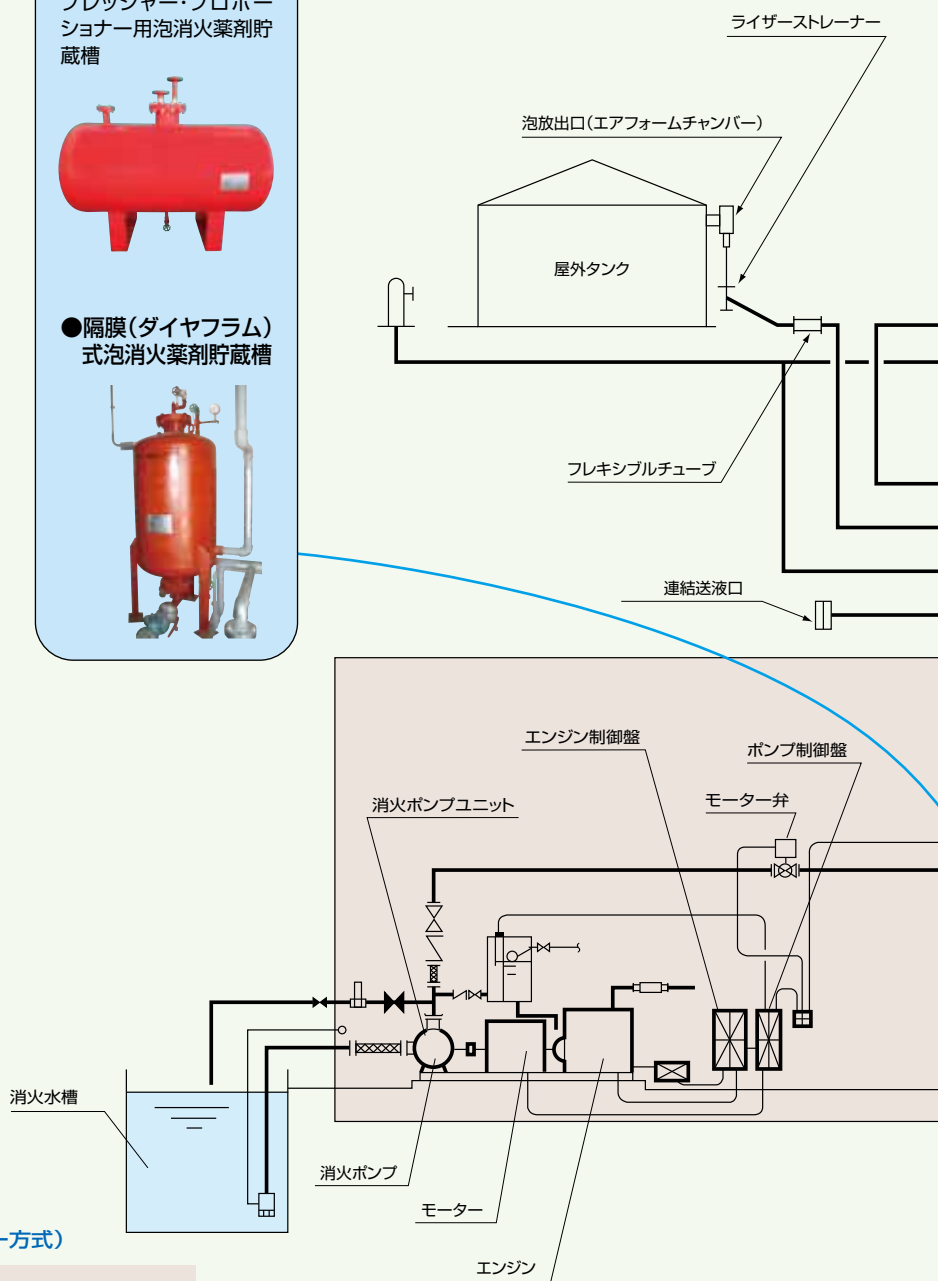 プレッシャー・プロポー
ショナー用泡消火薬剤貯
蔵槽
●隔膜（ダイヤフラム）
式泡消火薬剤貯蔵槽
ライザーストレーナー
泡放出口（エアフォームチャンバー）
屋外タンク
フレキシブルチューブ
連結送液口
エンジン制御盤
ポンプ制御盤
消火ポンプユニット
モーター弁
消火水槽
消火ポンプ
モーター
エンジン
ー方式）